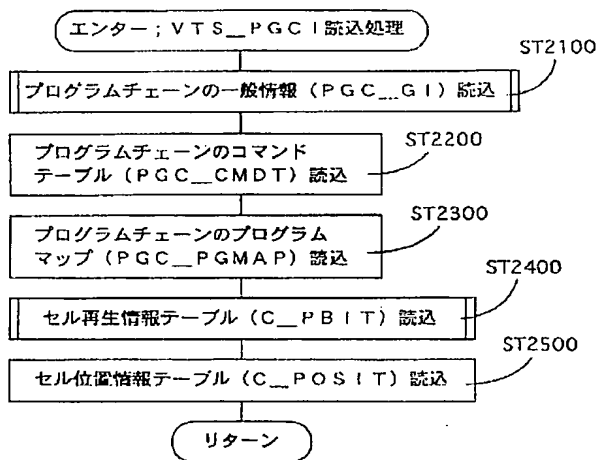 エンター；ＶＴＳ＿ＰＧＣＩ読込処理
ST2100
プログラムチェーンの一般情報（ＰＧＣ＿ＧＩ）読込
ST2200
プログラムチェーンのコマンド
テーブル（ＰＧＣ＿ＣＭＤＴ）読込
ST2300
プログラムチェーンのプログラム
マップ（ＰＧＣ＿ＰＧＭＡＰ）読込
ST2400
セル再生情報テーブル（Ｃ＿ＰＢＩＴ）読込
ST2500
セル位置情報テーブル（Ｃ＿ＰＯＳＩＴ）読込
リターン